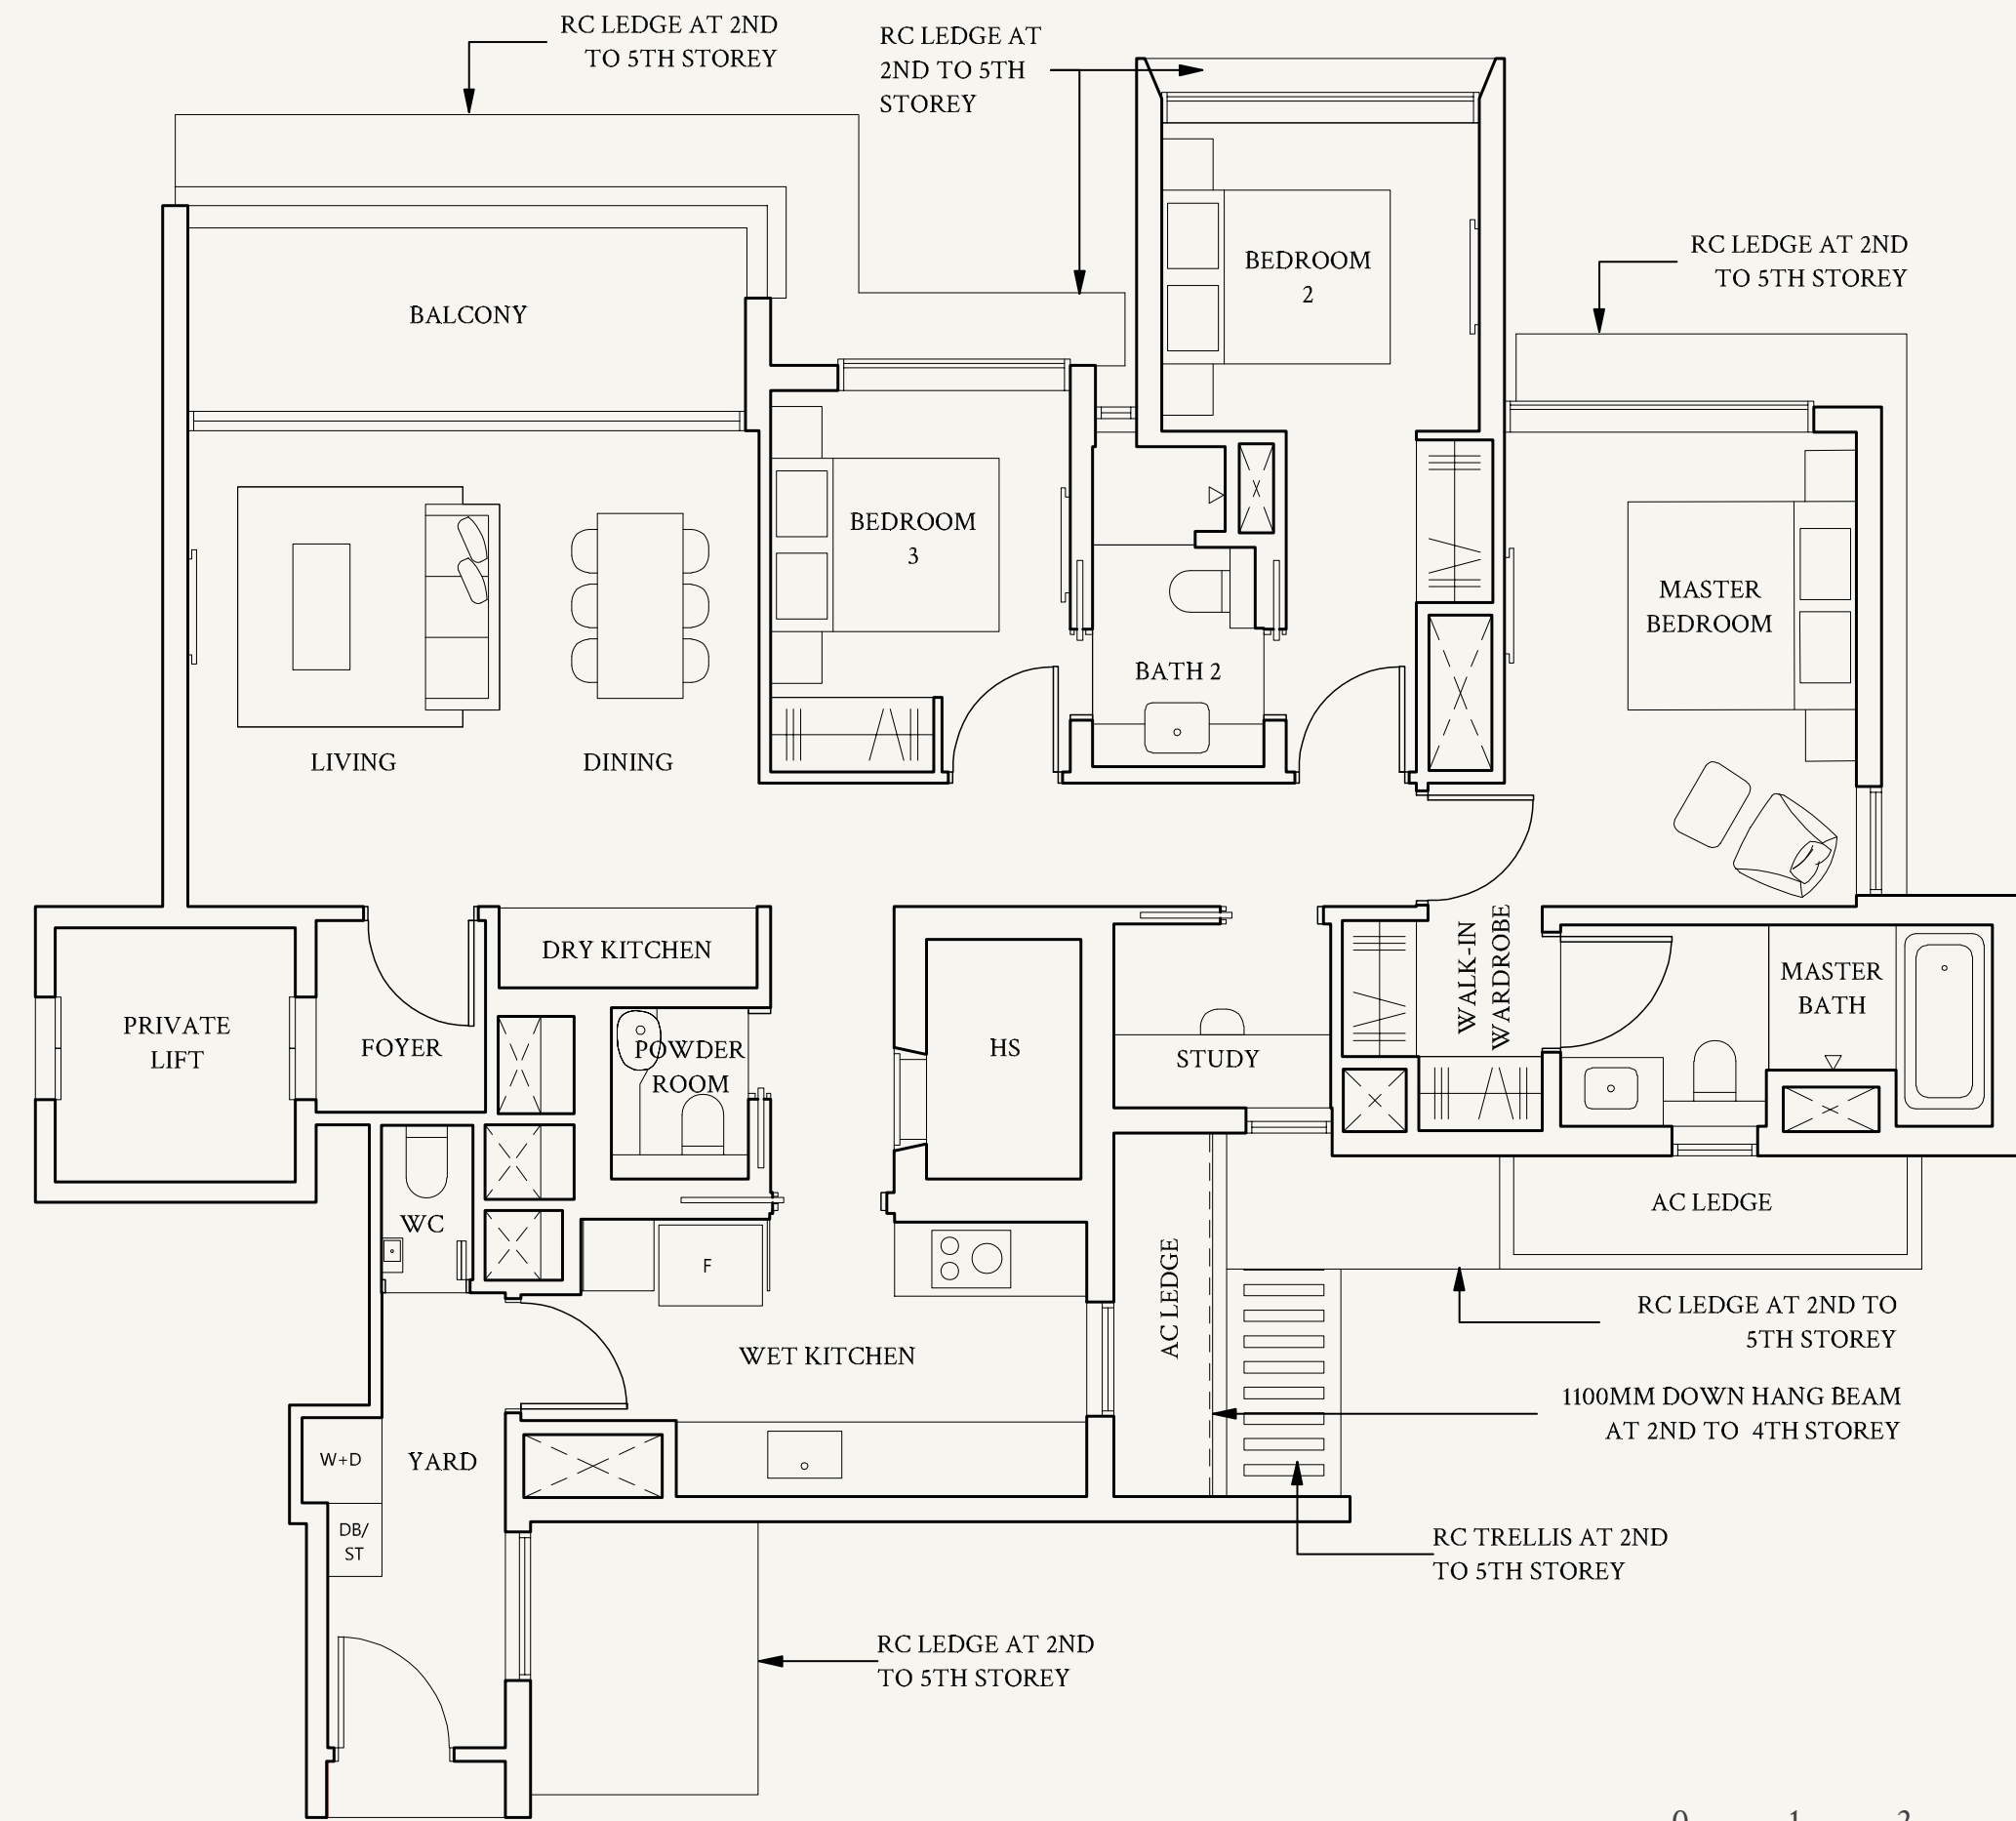 RC LEDGE AT 2ND
TO 5TH STOREY
RC LEDGE AT
2ND TO 5TH
STOREY
RC LEDGE AT 2ND
TO 5TH STOREY
BEDROOM
2
BALCONY
BEDROOM
3
MASTER
BEDROOM
BATH 2
LIVING
DINING
DRY KITCHEN
WALK-IN
WARDROBE
MASTER
BATH
PRIVATE
LIFT
FOYER
POWDER
ROOM
HS
STUDY
WC
F
AC LEDGE
AC LEDGE
RC LEDGE AT 2ND TO
5TH STOREY
WET KITCHEN
1100MM DOWN HANG BEAM
AT 2ND TO 4TH STOREY
W+D
YARD
DB/
ST
RC TRELLIS AT 2ND
TO 5TH STOREY
RC LEDGE AT 2ND
TO 5TH STOREY
0 1 2